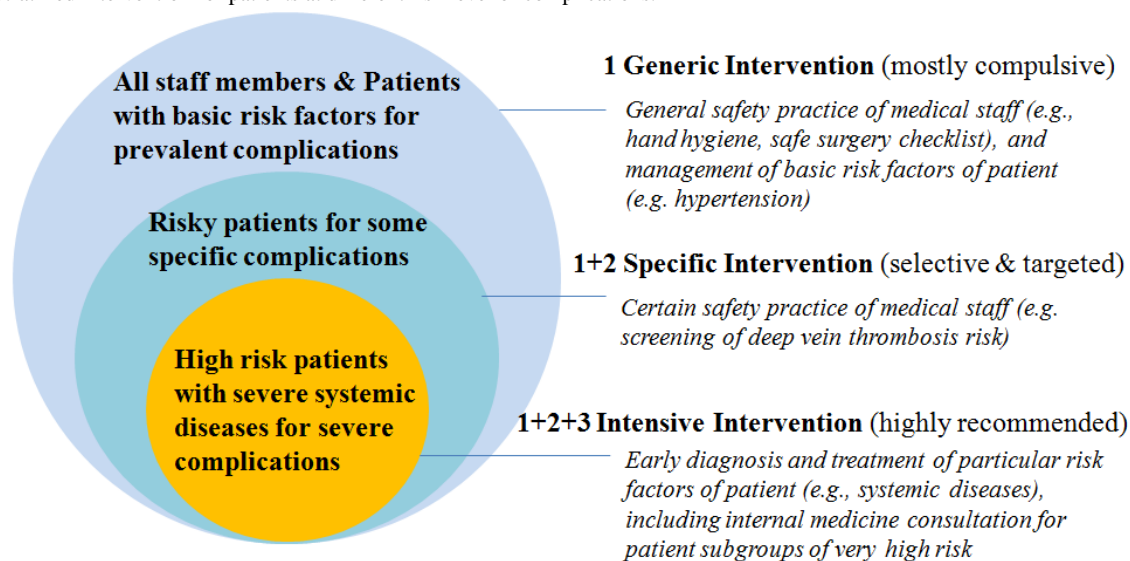 All staff members & Patients
with basic risk factors for
prevalent complications
Risky patients for some
specific complications
High risk patients
with severe systemic
diseases for severe
complications
1 Generic Intervention (mostly compulsive)
General safety practice of medical staff (e.g.,
hand hygiene, safe surgery checklist), and
management of basic risk factors of patient
(e.g. hypertension)
1+2 Specific Intervention (selective & targeted)
Certain safety practice of medical staff (e.g.
screening of deep vein thrombosis risk)
1+2+3 Intensive Intervention (highly recommended)
Early diagnosis and treatment of particular risk
factors of patient (e.g., systemic diseases),
including internal medicine consultation for
patient subgroups of very high risk